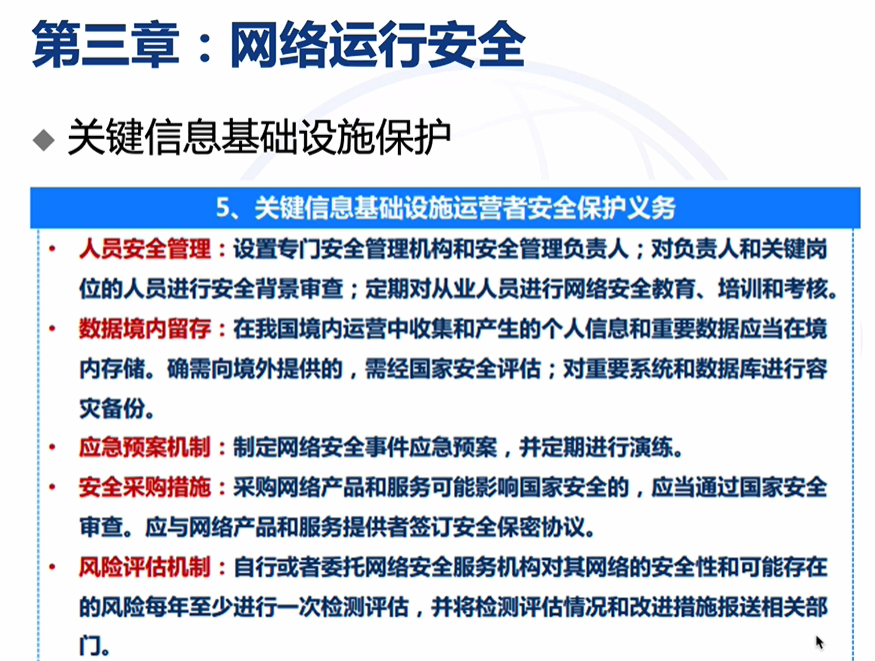 第三章：网络运行安全
◆ 关键信息基础设施保护
5、关键信息基础设施运营者安全保护义务
• 人员安全管理：设置专门安全管理机构和安全管理负责人；对负责人和关键岗
位的人员进行安全背景审查；定期对从业人员进行网络安全教育、培训和考核。
• 数据境内留存：在我国境内运营中收集和产生的个人信息和重要数据应当在境
内存储。确需向境外提供的，需经国家安全评估；对重要系统和数据库进行容
灾备份。
• 应急预案机制：制定网络安全事件应急预案，并定期进行演练。
• 安全采购措施：采购网络产品和服务可能影响国家安全的，应当通过国家安全
审查。应与网络产品和服务提供者签订安全保密协议。
• 风险评估机制：自行或者委托网络安全服务机构对其网络的安全性和可能存在
的风险每年至少进行一次检测评估，并将检测评估情况和改进措施报送相关部
门。